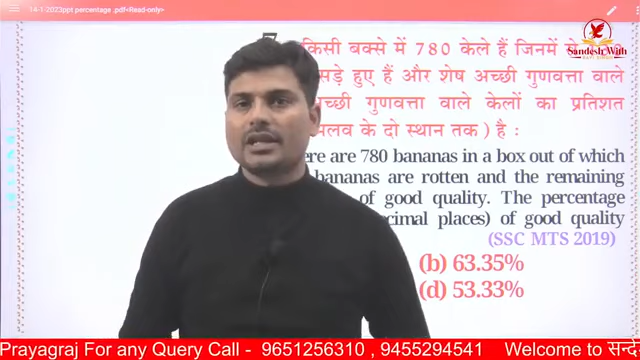 14-1 2023ppt percentage .pdf<Read-only>
7
किसी बक्से में 780 केले हैं जिनमें से
Sandesh With
सड़े हुए हैं और शेष अच्छी गुणवत्ता वाले
अच्छी गुणवत्ता वाले केलों का प्रतिशत
मलव के दो स्थान तक ) है :
ere are 780 bananas in a box out of which
bananas are rotten and the remaining
of good quality. The percentage
cimal places) of good quality
(SSC MTS 2019)
(b) 63.35%
(d) 53.33%
Prayagraj For any Query Call - 9651256310 , 9455294541 Welcome to सन्दे